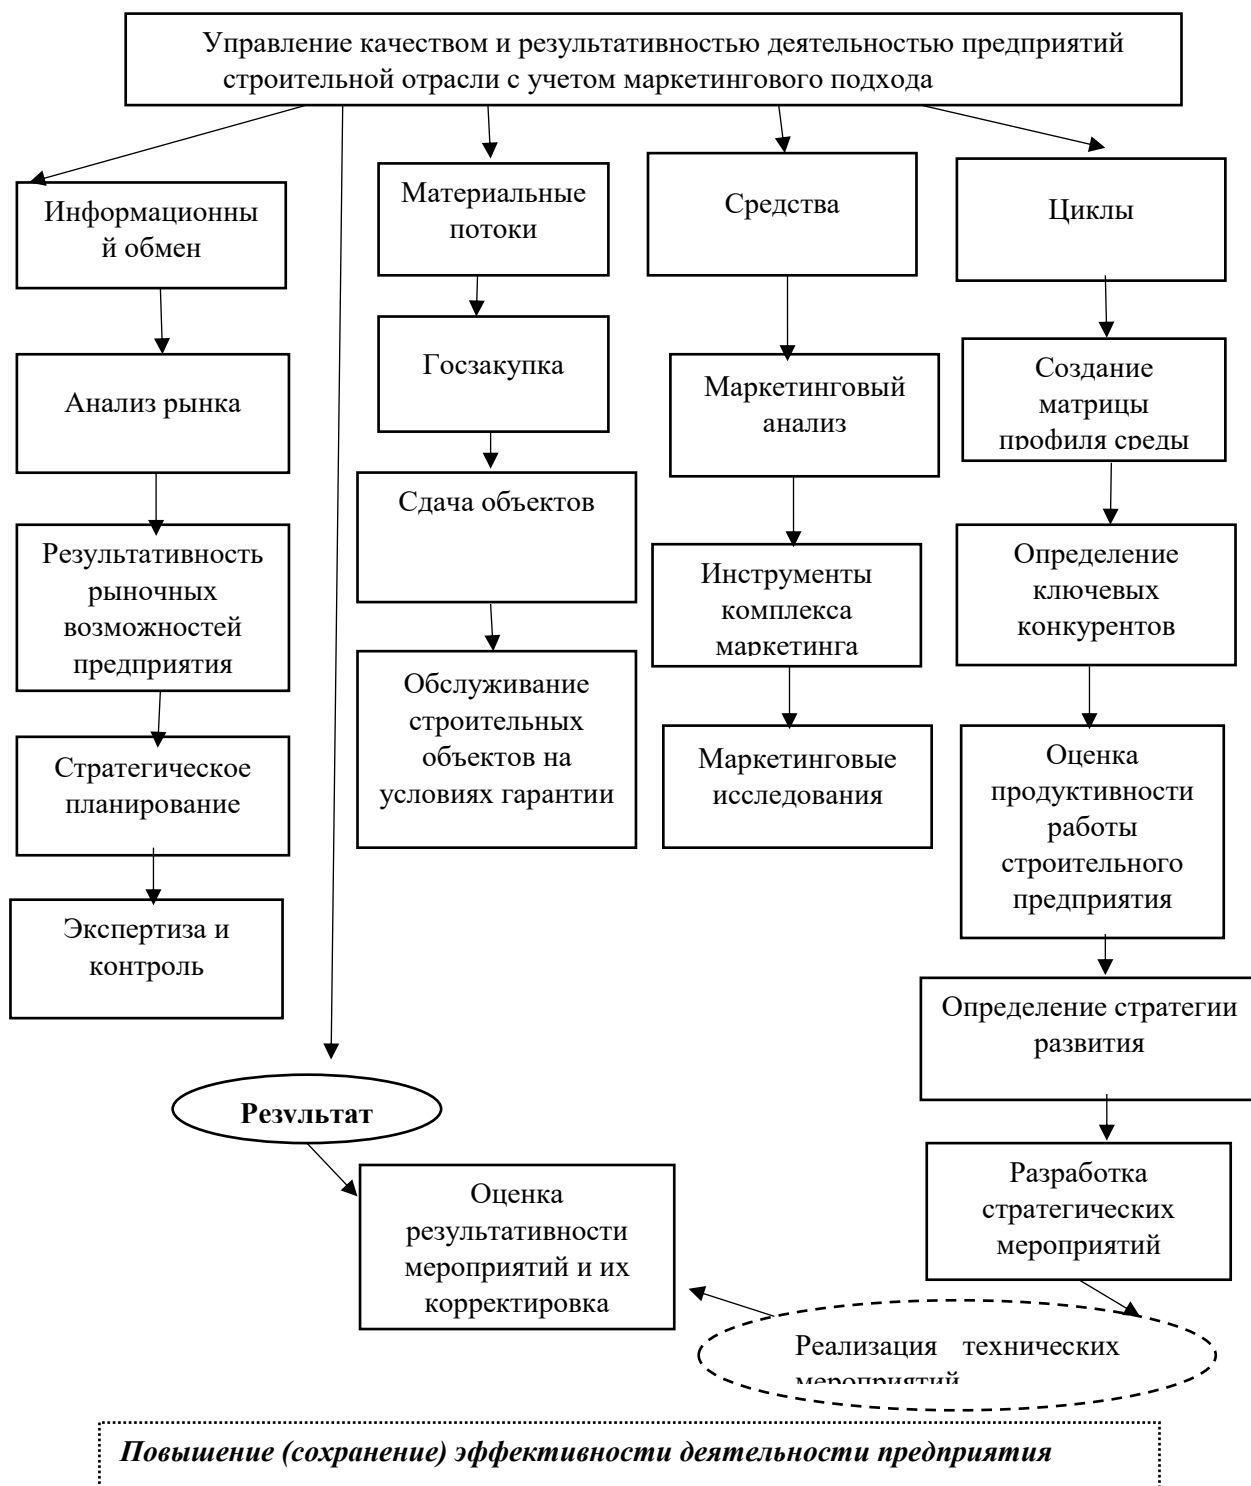 Управление качеством и результативностью деятельностью предприятий
строительной отрасли с учетом маркетингового подхода
Информационны
й обмен
Анализ рынка
Результативность
рыночных
возможностей
предприятия
Стратегическое
планирование
Экспертиза и
контроль
Материальные
потоки
Госзакупка
Сдача объектов
Обслуживание
строительных
объектов на
условиях гарантии
Средства
Маркетинговый
анализ
Инструменты
комплекса
маркетинга
Маркетинговые
исследования
Циклы
Создание
матрицы
профиля среды
Определение
ключевых
конкурентов
Оценка
продуктивности
работы
строительного
предприятия
Определение стратегии
развития
Разработка
стратегических
мероприятий
Реализация технических
мероприятий
Результат
Оценка
результативности
мероприятий и их
корректировка
Повышение (сохранение) эффективности деятельности предприятия